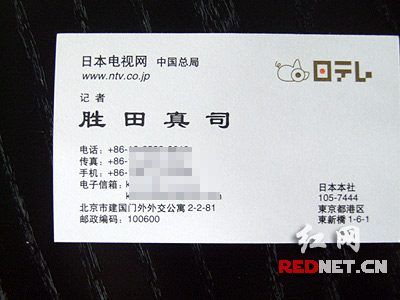 日本电视网 中国总局
www.ntv.co.jp
日テレ
记者
胜田真司
电话：+86-
传真：+86-
手机：+86-
电子信箱：k
北京市建国门外外交公寓 2-2-81
邮政编码：100600
日本本社
105-7444
東京都港区
東新橋 1-6-1
红网
REDNET.CN